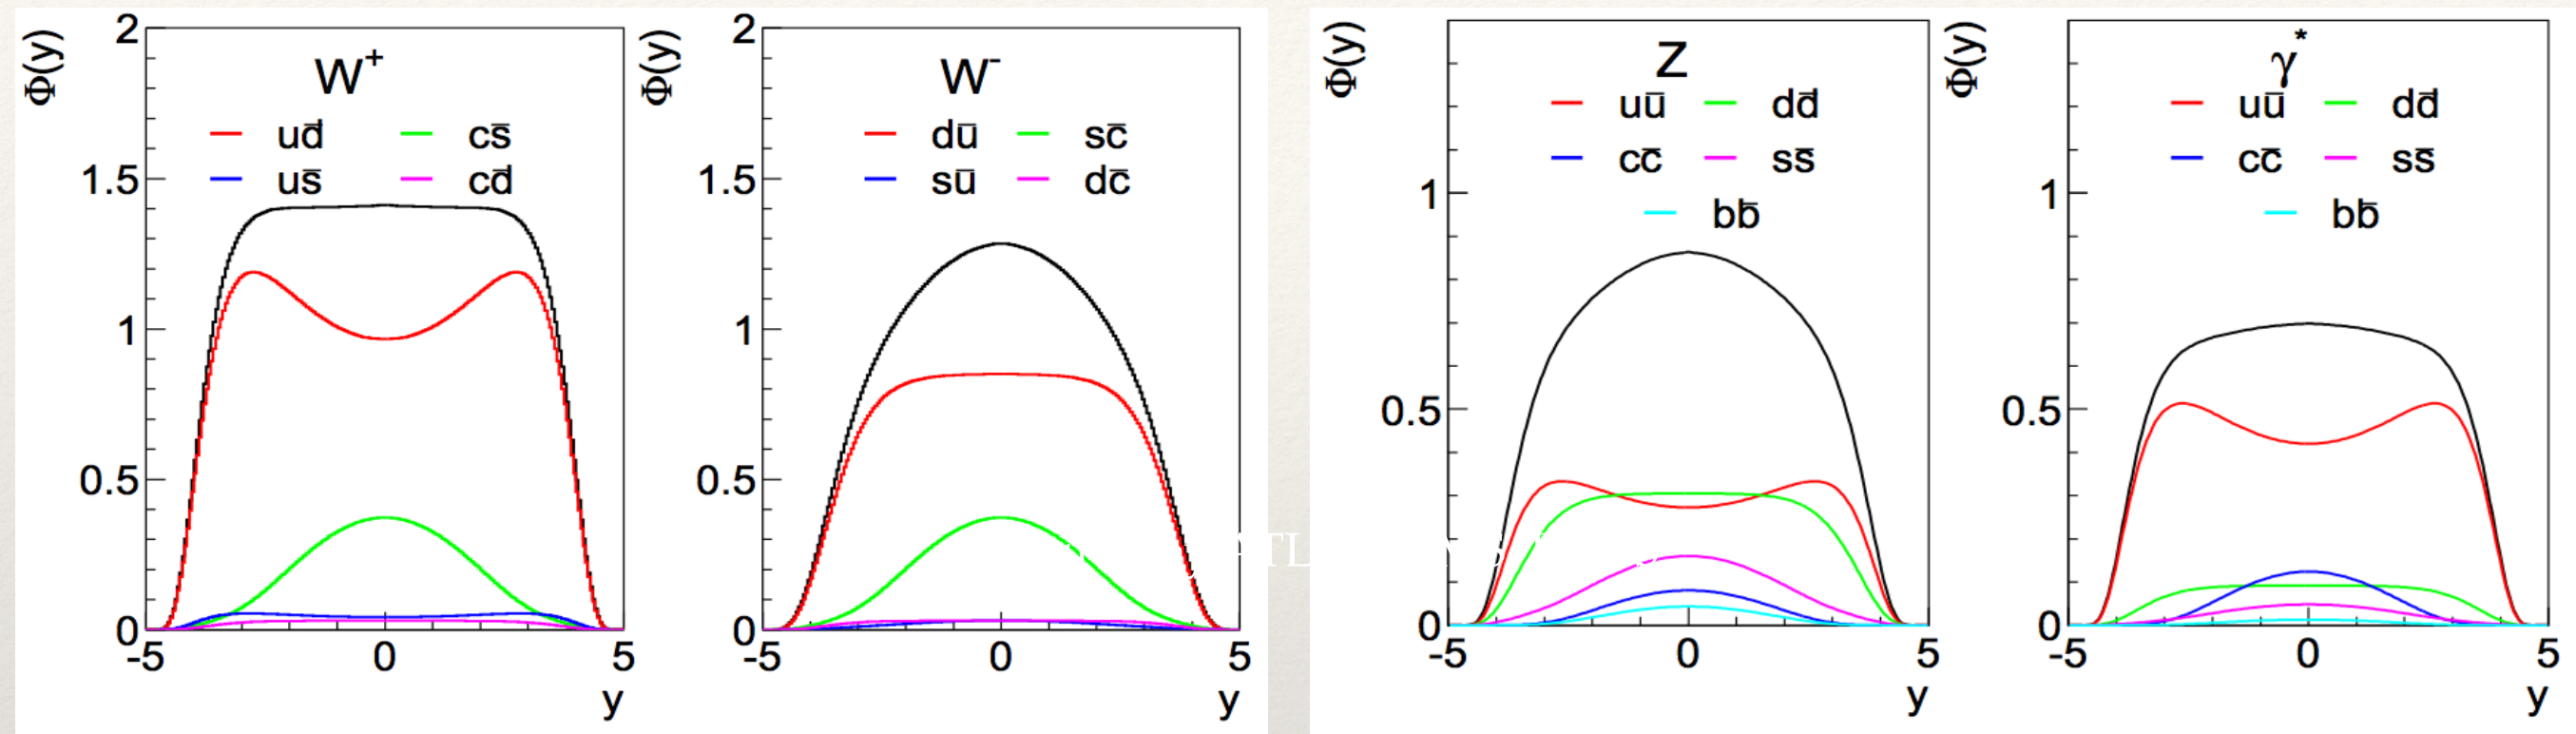 Φ(y)
2
1.5
1
0.5
0
W⁺
ud̄ cs̄
us̄ cd̄
-5 0 5
y
Φ(y)
2
1.5
1
0.5
0
W⁻
dū sc̄
sū dc̄
-5 0 5
y
Φ(y)
1
0.5
0
Z
uū dd̄
cc̄ ss̄
bb̄
-5 0 5
y
Φ(y)
1
0.5
0
γ*
uū dd̄
cc̄ ss̄
bb̄
-5 0 5
y